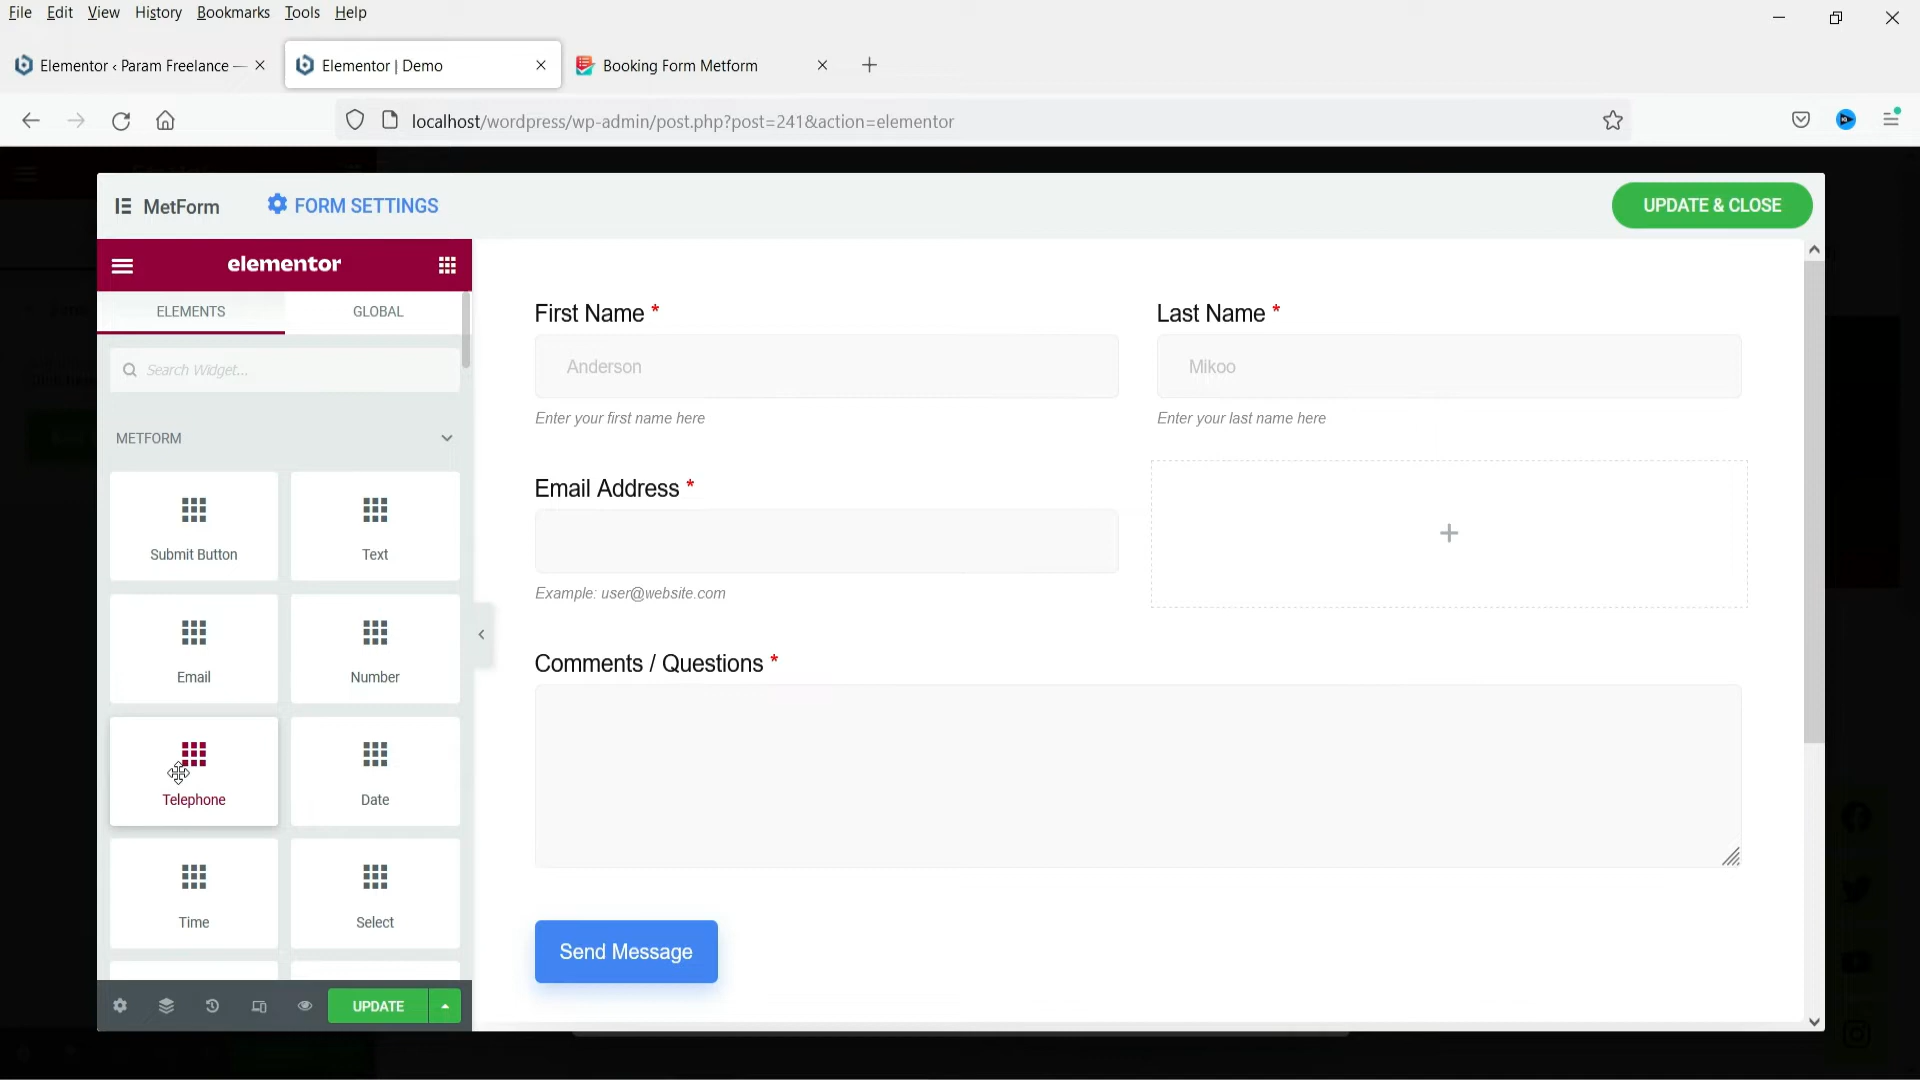 File Edit View History Bookmarks Tools Help
Elementor ‹ Param Freelance —
Elementor | Demo
Booking Form Metform
localhost/wordpress/wp-admin/post.php?post=241&action=elementor
MetForm
FORM SETTINGS
UPDATE & CLOSE
elementor
ELEMENTS
GLOBAL
Search Widget...
METFORM
Submit Button
Text
Email
Number
Telephone
Date
Time
Select
UPDATE
First Name *
Anderson
Enter your first name here
Last Name *
Mikoo
Enter your last name here
Email Address *
Example: user@website.com
Comments / Questions *
Send Message